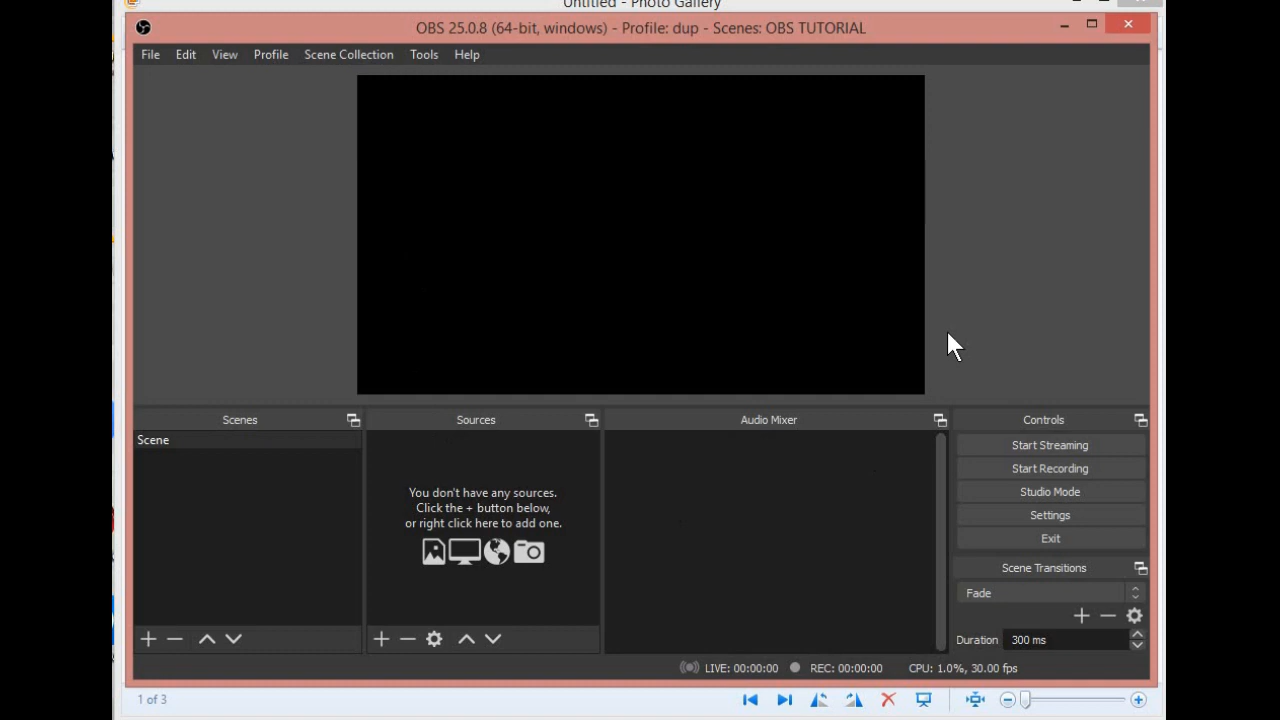 Untitled - Photo Gallery
OBS 25.0.8 (64-bit, windows) - Profile: dup - Scenes: OBS TUTORIAL
File Edit View Profile Scene Collection Tools Help
Scenes
Sources
Audio Mixer
Controls
Scene
You don't have any sources.
Click the + button below,
or right click here to add one.
Start Streaming
Start Recording
Studio Mode
Settings
Exit
Scene Transitions
Fade
Duration 300 ms
LIVE: 00:00:00 REC: 00:00:00 CPU: 1.0%, 30.00 fps
1 of 3